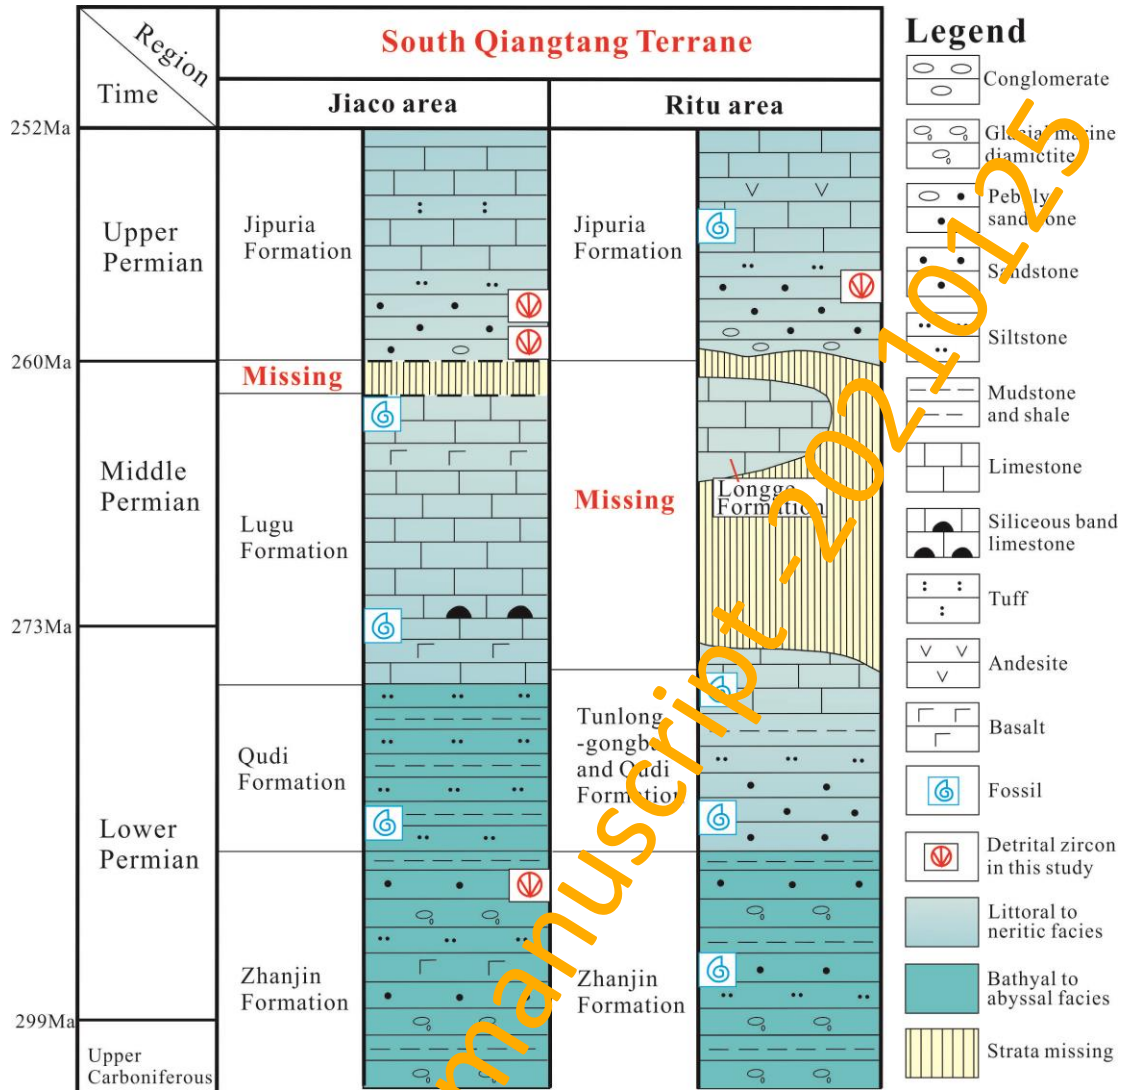 South Qiangtang Terrane
Region
Time
Jiaco area
Ritu area
252Ma
260Ma
273Ma
299Ma
Upper
Permian
Middle
Permian
Lower
Permian
Upper
Carboniferous
Jipuria
Formation
Missing
Lugu
Formation
Qudi
Formation
Zhanjin
Formation
Jipuria
Formation
Missing
Longge
Formation
Tunlong
-gongba
and Qudi
Formation
Zhanjin
Formation
Legend
Conglomerate
Glacial marine
diamictite
Pebbly
sandstone
Sandstone
Siltstone
Mudstone
and shale
Limestone
Siliceous band
limestone
Tuff
Andesite
Basalt
Fossil
Detrital zircon
in this study
Littoral to
neritic facies
Bathyal to
abyssal facies
Strata missing
manuscript -20210125